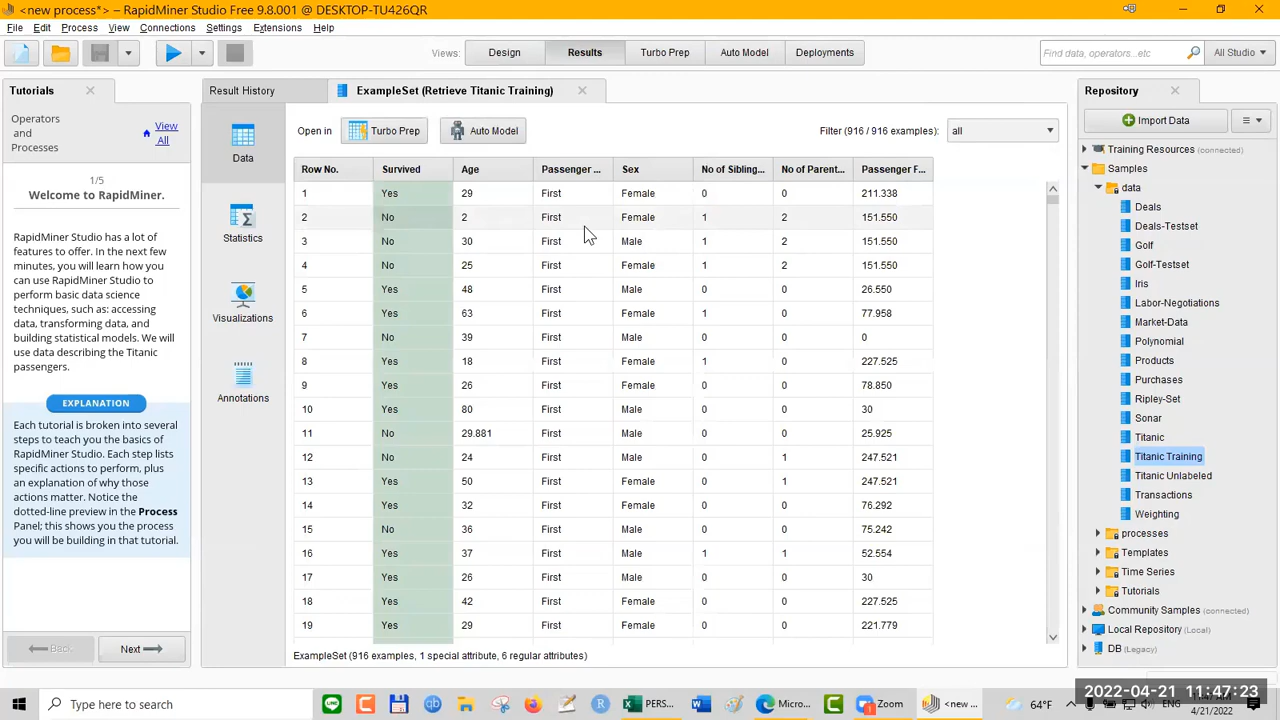 <new process*> – RapidMiner Studio Free 9.8.001 @ DESKTOP-TU426QR
File Edit Process View Connections Settings Extensions Help
Views: Design Results Turbo Prep Auto Model Deployments
Find data, operators...etc
All Studio
Tutorials
Operators
and
Processes
View
All
1/5
Welcome to RapidMiner.
RapidMiner Studio has a lot of
features to offer. In the next few
minutes, you will learn how you
can use RapidMiner Studio to
perform basic data science
techniques, such as: accessing
data, transforming data, and
building statistical models. We will
use data describing the Titanic
passengers.
EXPLANATION
Each tutorial is broken into several
steps to teach you the basics of
RapidMiner Studio. Each step lists
specific actions to perform, plus
an explanation of why those
actions matter. Notice the
dotted-line preview in the Process
Panel; this shows you the process
you will be building in that tutorial.
Back
Next
Result History
ExampleSet (Retrieve Titanic Training)
Data
Statistics
Visualizations
Annotations
Open in Turbo Prep Auto Model
Filter (916 / 916 examples): all
Row No. Survived Age Passenger ... Sex No of Sibling... No of Parent... Passenger F...
1 Yes 29 First Female 0 0 211.338
2 No 2 First Female 1 2 151.550
3 No 30 First Male 1 2 151.550
4 No 25 First Female 1 2 151.550
5 Yes 48 First Male 0 0 26.550
6 Yes 63 First Female 1 0 77.958
7 No 39 First Male 0 0 0
8 Yes 18 First Female 1 0 227.525
9 Yes 26 First Female 0 0 78.850
10 Yes 80 First Male 0 0 30
11 No 29.881 First Male 0 0 25.925
12 No 24 First Male 0 1 247.521
13 Yes 50 First Female 0 1 247.521
14 Yes 32 First Female 0 0 76.292
15 No 36 First Male 0 0 75.242
16 Yes 37 First Male 1 1 52.554
17 Yes 26 First Male 0 0 30
18 Yes 42 First Female 0 0 227.525
19 Yes 29 First Female 0 0 221.779
ExampleSet (916 examples, 1 special attribute, 6 regular attributes)
Repository
Import Data
Training Resources (connected)
Samples
data
Deals
Deals-Testset
Golf
Golf-Testset
Iris
Labor-Negotiations
Market-Data
Polynomial
Products
Purchases
Ripley-Set
Sonar
Titanic
Titanic Training
Titanic Unlabeled
Transactions
Weighting
processes
Templates
Time Series
Tutorials
Community Samples (connected)
Local Repository (Local)
DB (Legacy)
Type here to search
LINE
PERS...
Micro...
Zoom
<new ...
64°F
ENG
2022-04-21 11:47:23
4/21/2022